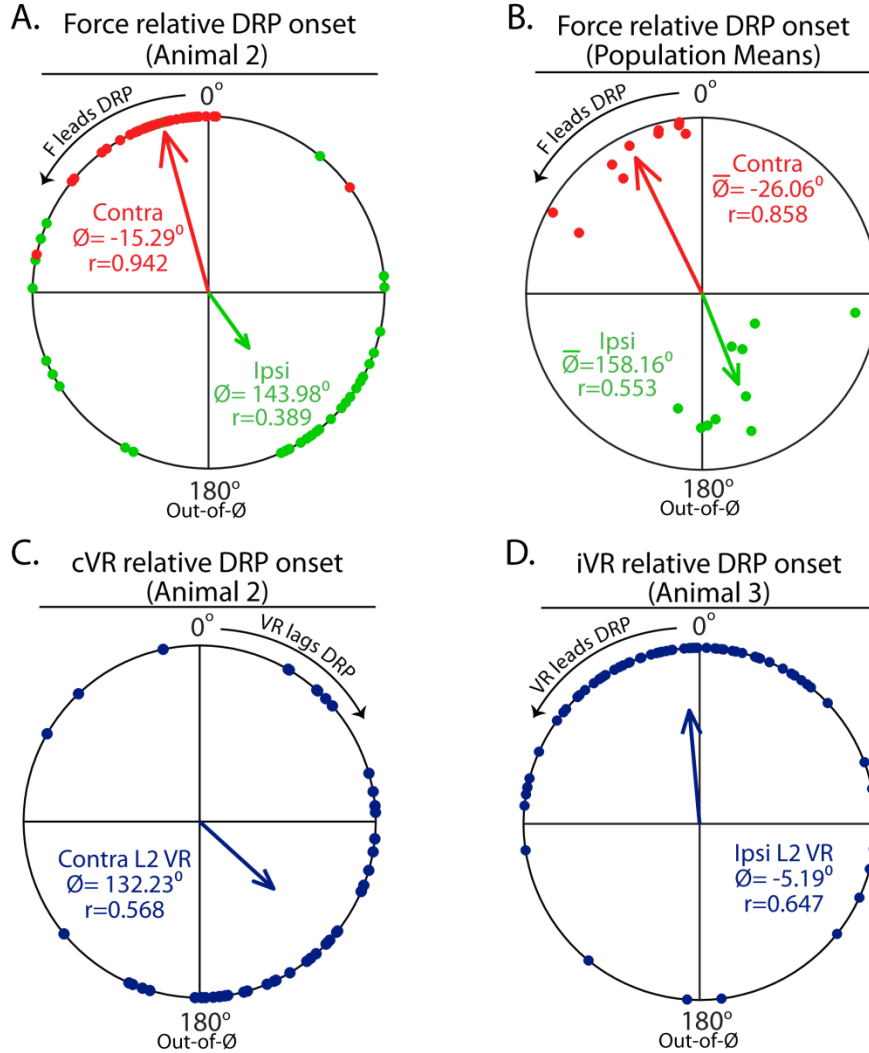 A. Force relative DRP onset
(Animal 2)
F leads DRP
0°
Contra
Ø= -15.29⁰
r=0.942
Ipsi
Ø= 143.98⁰
r=0.389
180°
Out-of-Ø
B. Force relative DRP onset
(Population Means)
F leads DRP
0°
Contra
Ø̅= -26.06⁰
r=0.858
Ipsi
Ø̅=158.16⁰
r=0.553
180°
Out-of-Ø
C. cVR relative DRP onset
(Animal 2)
0°
VR lags DRP
Contra L2 VR
Ø= 132.23⁰
r=0.568
180°
Out-of-Ø
D. iVR relative DRP onset
(Animal 3)
VR leads DRP
0°
Ipsi L2 VR
Ø= -5.19⁰
r=0.647
180°
Out-of-Ø